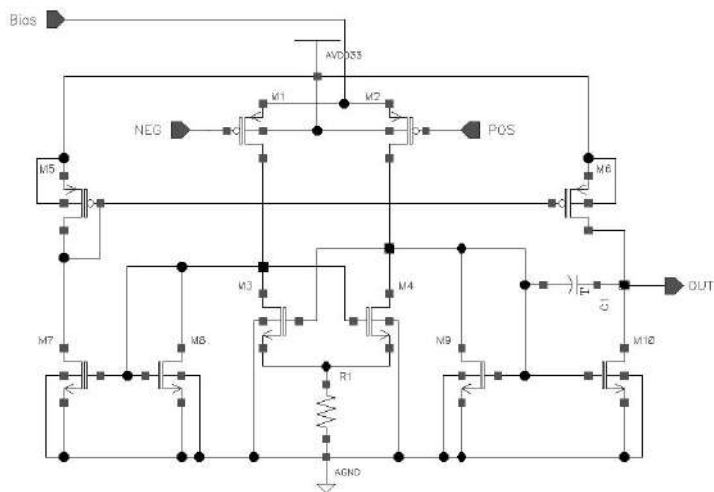 Bias
AVDD33
M1
M2
NEG
POS
M5
M6
M3
M4
OUT
C1
M7
M8
M9
M10
R1
AGND